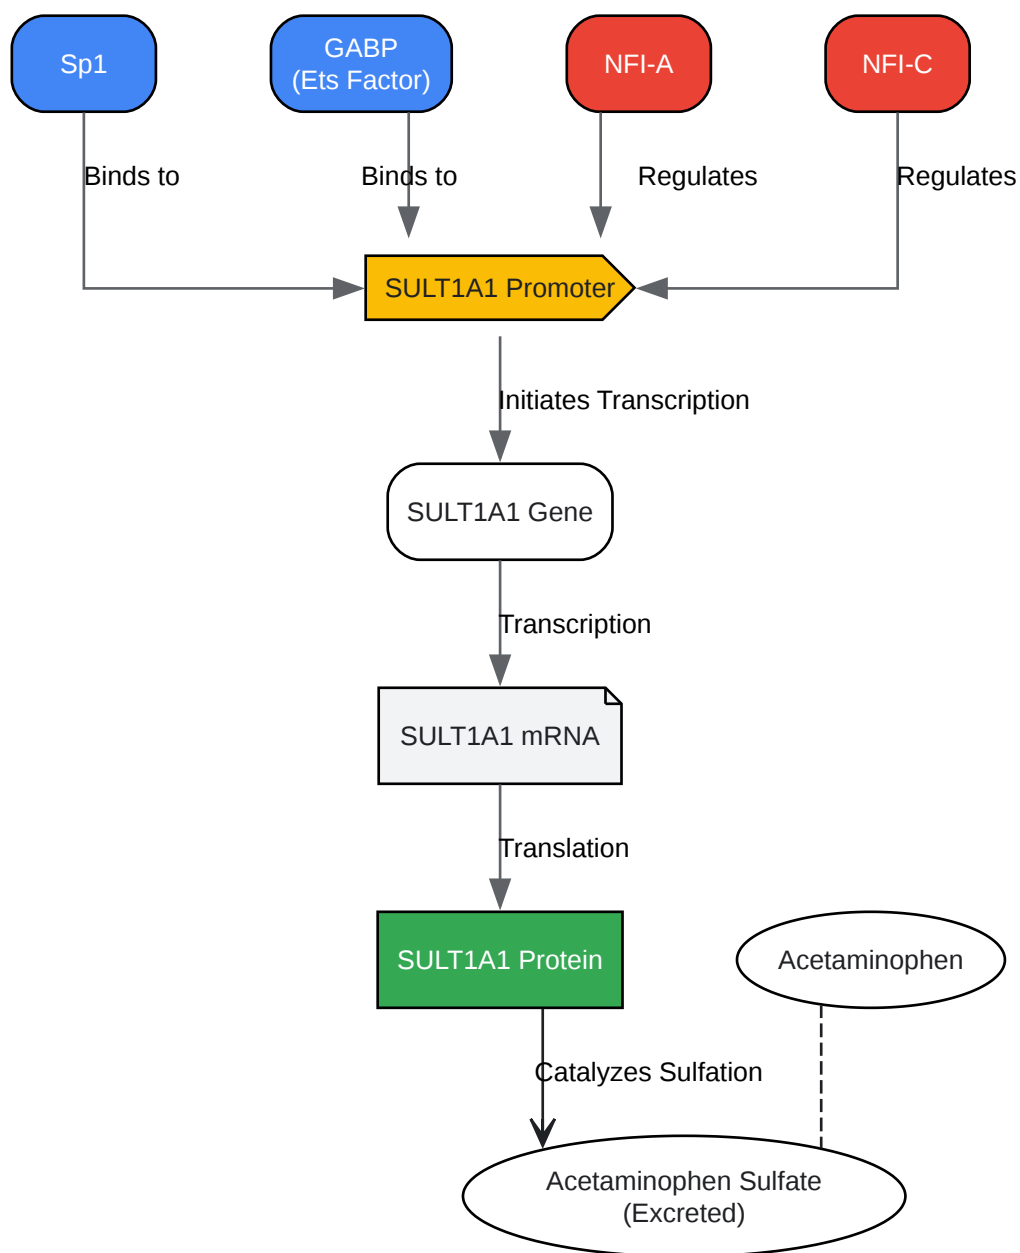 Sp1
GABP
(Ets Factor)
NFI-A
NFI-C
Binds to
Binds to
Regulates
Regulates
SULT1A1 Promoter
Initiates Transcription
SULT1A1 Gene
Transcription
SULT1A1 mRNA
Translation
SULT1A1 Protein
Acetaminophen
Catalyzes Sulfation
Acetaminophen Sulfate
(Excreted)